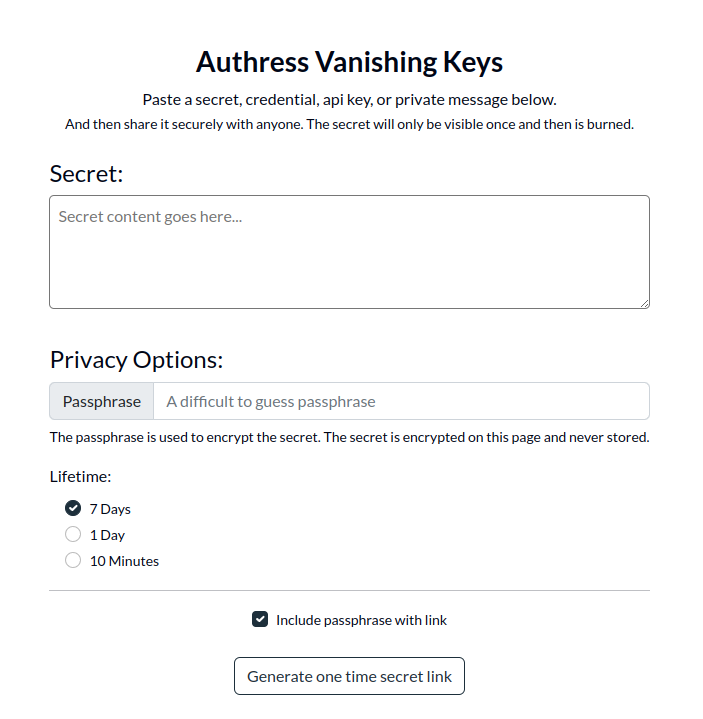 Authress Vanishing Keys
Paste a secret, credential, api key, or private message below.
And then share it securely with anyone. The secret will only be visible once and then is burned.
Secret:
Secret content goes here...
Privacy Options:
Passphrase A difficult to guess passphrase
The passphrase is used to encrypt the secret. The secret is encrypted on this page and never stored.
Lifetime:
7 Days
1 Day
10 Minutes
Include passphrase with link
Generate one time secret link